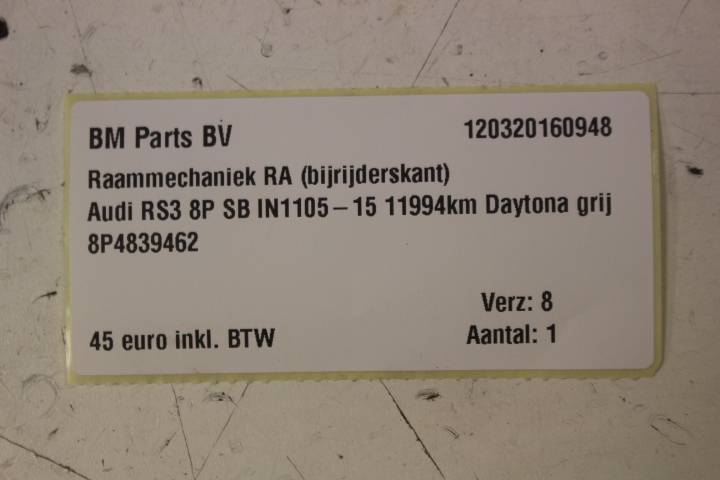 BM Parts BV 120320160948
Raammechaniek RA (bijrijderskant)
Audi RS3 8P SB IN1105-15 11994km Daytona grij
8P4839462
Verz: 8
45 euro inkl. BTW Aantal: 1